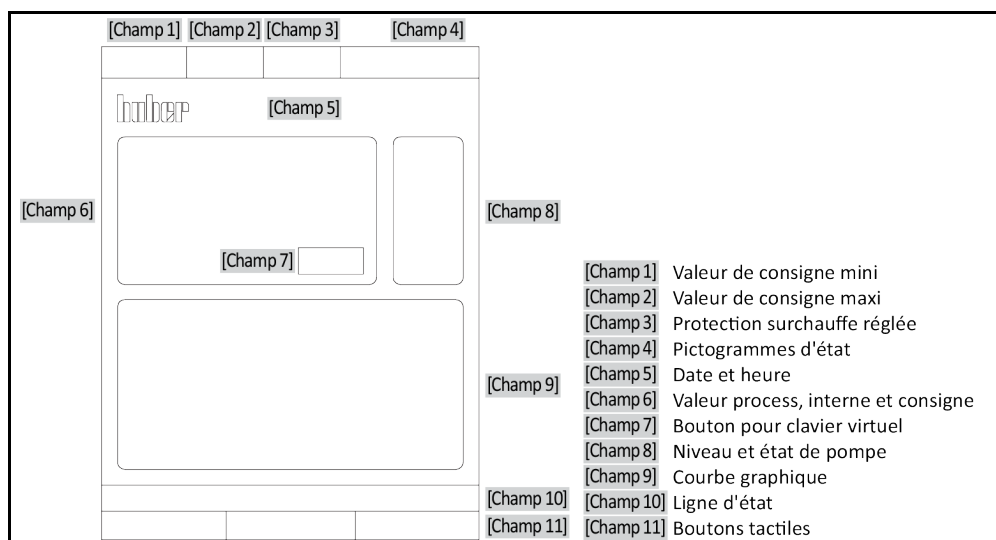 [Champ 1] [Champ 2] [Champ 3] [Champ 4]
huber
[Champ 5]
[Champ 6]
[Champ 8]
[Champ 7]
[Champ 9]
[Champ 10]
[Champ 11]
[Champ 1] Valeur de consigne mini
[Champ 2] Valeur de consigne maxi
[Champ 3] Protection surchauffe réglée
[Champ 4] Pictogrammes d'état
[Champ 5] Date et heure
[Champ 6] Valeur process, interne et consigne
[Champ 7] Bouton pour clavier virtuel
[Champ 8] Niveau et état de pompe
[Champ 9] Courbe graphique
[Champ 10] Ligne d'état
[Champ 11] Boutons tactiles